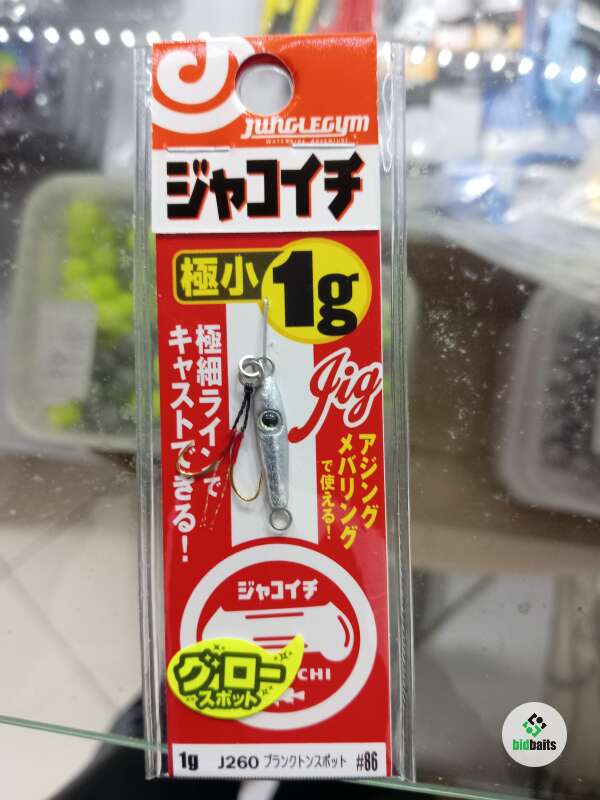 JUNGLEGYM
WATERSIDE ADVENTURE
ジャコイチ
極小
1g
極細ラインで
キャストできる!
Jig
アジング
メバリング
で使える!
ジャコイチ
CHI
グロー
スポット
1g J260 プランクトンスポット #86
bidbaits